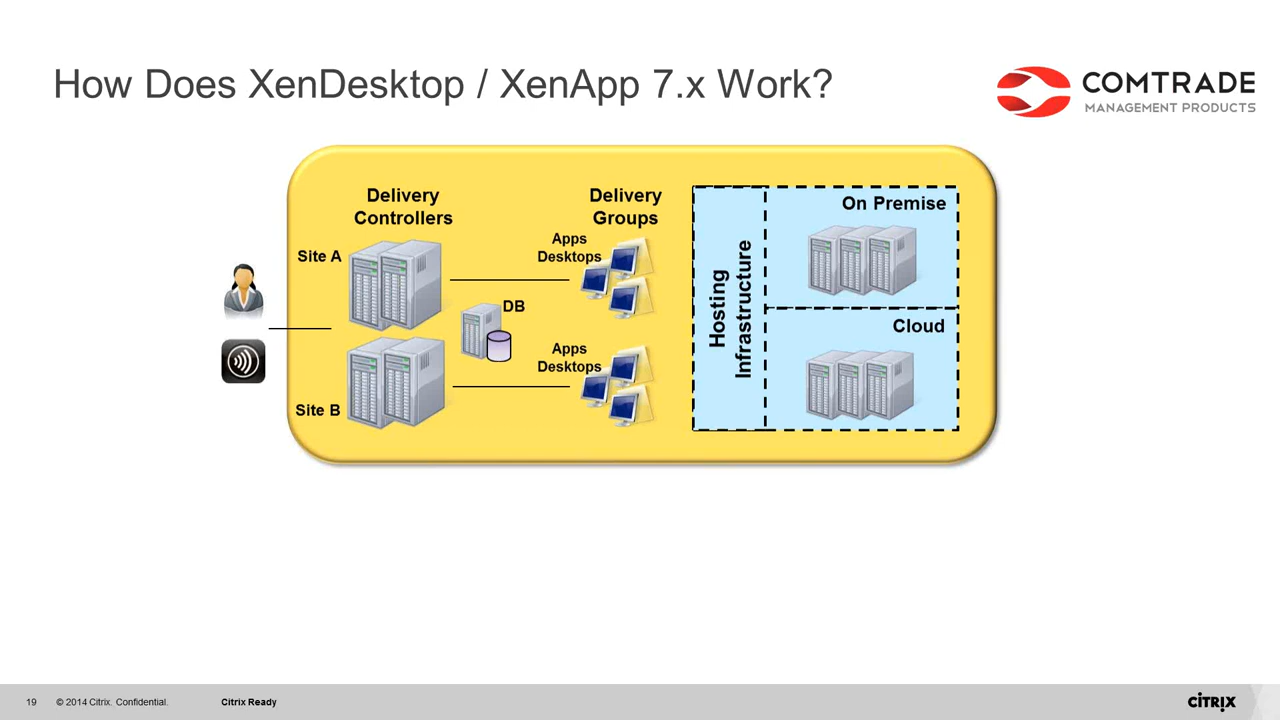 How Does XenDesktop / XenApp 7.x Work?
COMTRADE
MANAGEMENT PRODUCTS
Delivery
Controllers
Delivery
Groups
On Premise
Site A
Apps
Desktops
Hosting
Infrastructure
DB
Cloud
Apps
Desktops
Site B
19
© 2014 Citrix. Confidential.
Citrix Ready
CITRIX